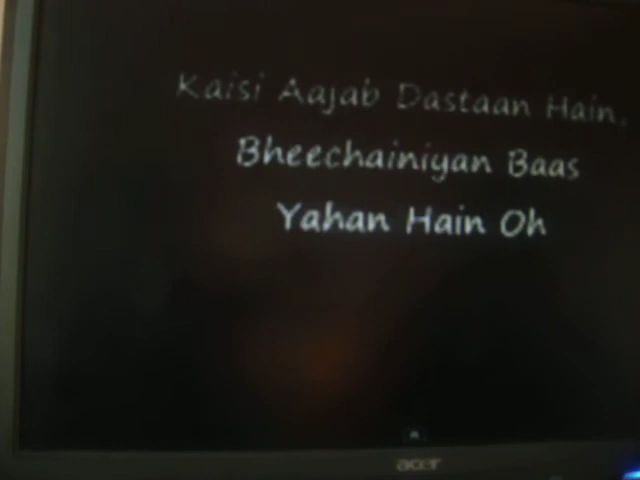 Kaisi Aajab Dastaan Hain,
Bheechainiyan Baas
Yahan Hain Oh
acer